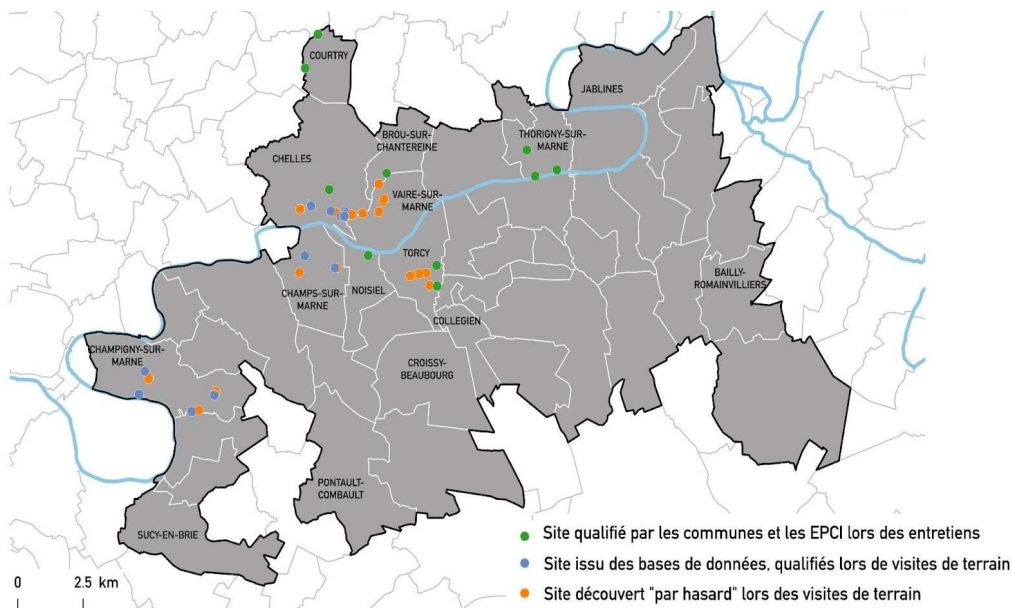 COURTRY
JABLINES
BROU-SUR-
CHANTEREINE
THORIGNY-SUR-
MARNE
CHELLES
VAIRE-SUR-
MARNE
TORCY
BAILLY-
ROMAINVILLIERS
CHAMPS-SUR-
MARNE
NOISIEL
COLLEGIEN
CHAMPIGNY-SUR-
MARNE
CROISSY-
BEAUBOURG
PONTAULT-
COMBAULT
SUCY-EN-BRIE
Site qualifié par les communes et les EPCI lors des entretiens
Site issu des bases de données, qualifiés lors de visites de terrain
Site découvert "par hasard" lors des visites de terrain
0 2.5 km